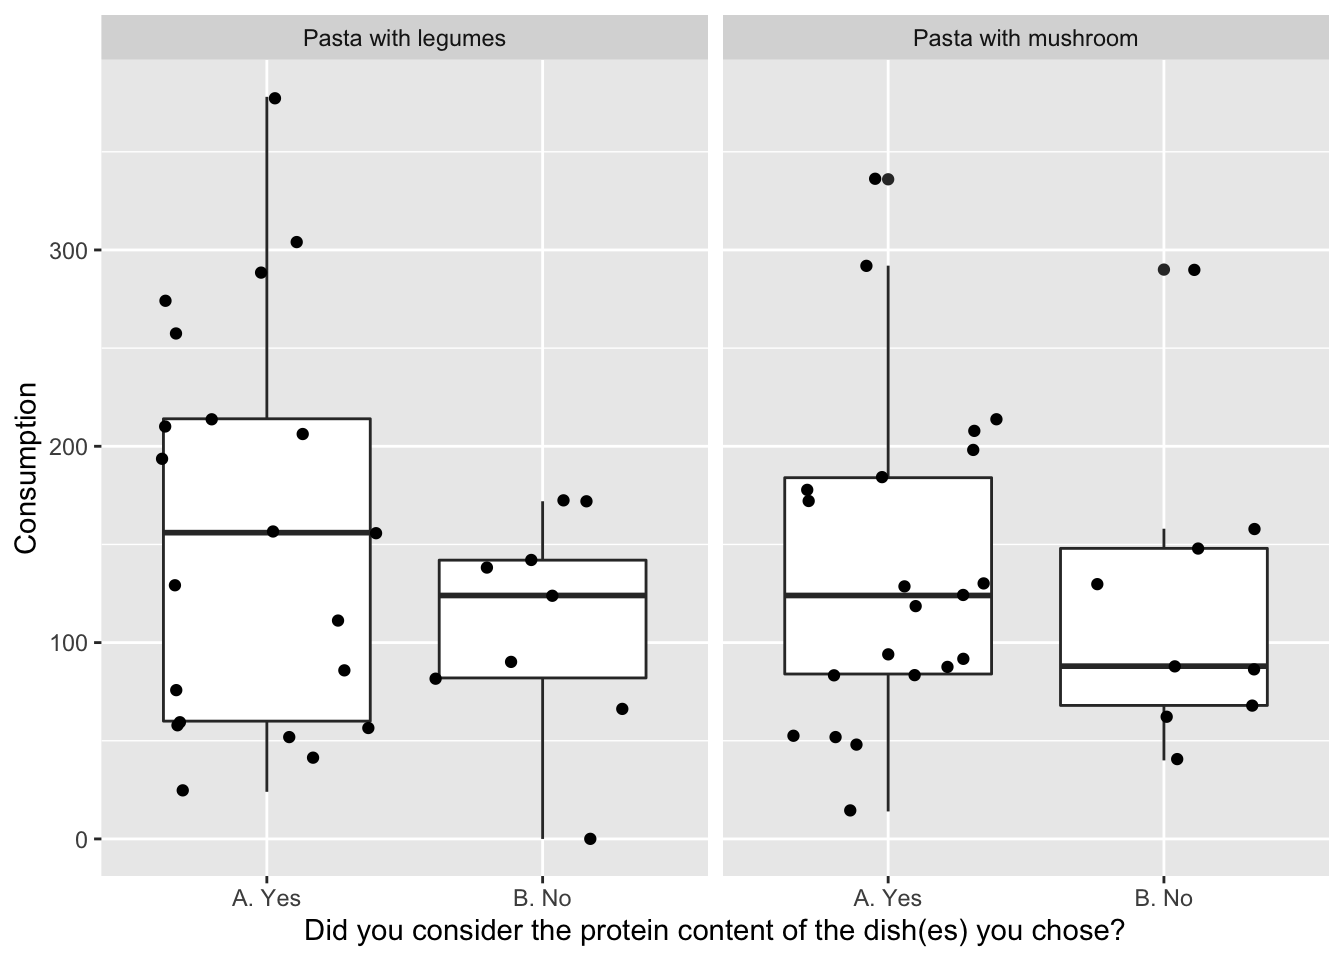 Pasta with legumes
Pasta with mushroom
Consumption
300
200
100
0
A. Yes
B. No
A. Yes
B. No
Did you consider the protein content of the dish(es) you chose?